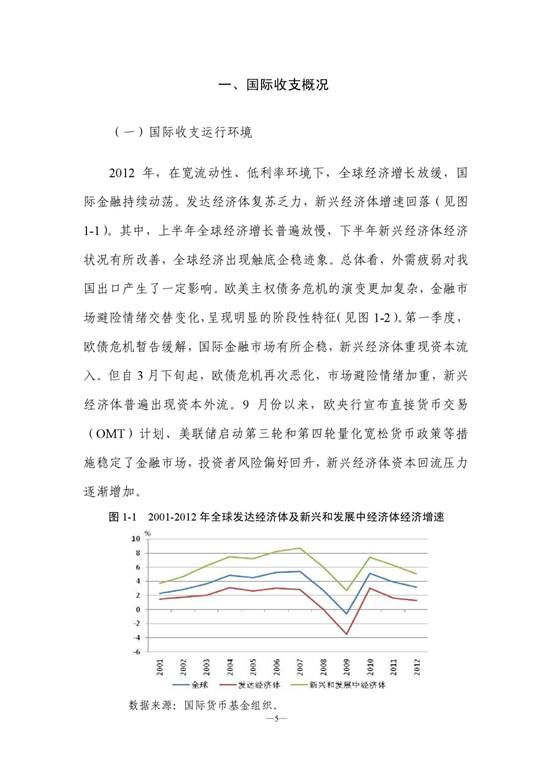 一、国际收支概况
（一）国际收支运行环境
2012 年，在宽流动性、低利率环境下，全球经济增长放缓，国
际金融持续动荡。发达经济体复苏乏力，新兴经济体增速回落（见图
1-1）。其中，上半年全球经济增长普遍放慢，下半年新兴经济体经济
状况有所改善，全球经济出现触底企稳迹象。总体看，外需疲弱对我
国出口产生了一定影响。欧美主权债务危机的演变更加复杂，金融市
场避险情绪交替变化，呈现明显的阶段性特征（见图 1-2）。第一季度，
欧债危机暂告缓解，国际金融市场有所企稳，新兴经济体重现资本流
入。但自 3 月下旬起，欧债危机再次恶化，市场避险情绪加重，新兴
经济体普遍出现资本外流。9 月份以来，欧央行宣布直接货币交易
（OMT）计划、美联储启动第三轮和第四轮量化宽松货币政策等措
施稳定了金融市场，投资者风险偏好回升，新兴经济体资本回流压力
逐渐增加。
图 1-1 2001-2012 年全球发达经济体及新兴和发展中经济体经济增速
%
10
8
6
4
2
0
-2
-4
-6
2001 2002 2003 2004 2005 2006 2007 2008 2009 2010 2011 2012
全球 发达经济体 新兴和发展中经济体
数据来源：国际货币基金组织。
—5—